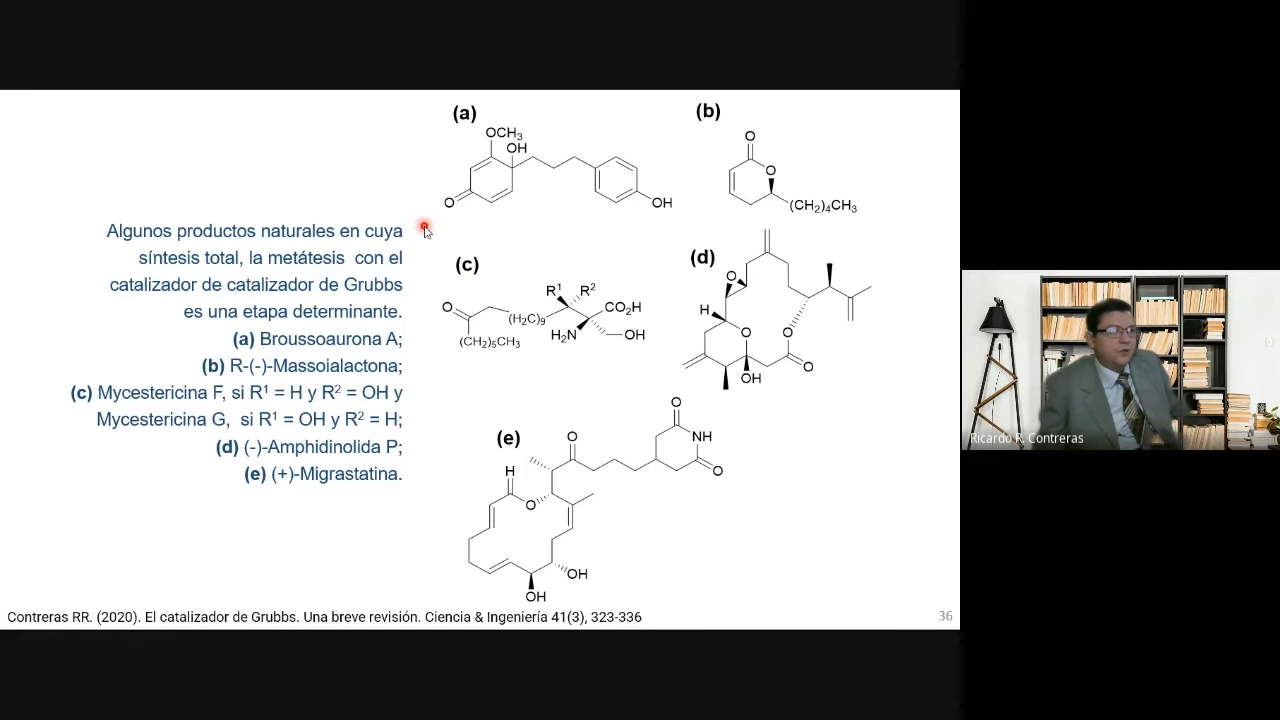 Algunos productos naturales en cuya
síntesis total, la metátesis con el
catalizador de catalizador de Grubbs
es una etapa determinante.
(a) Broussoaurona A;
(b) R-(-)-Massoialactona;
(c) Mycestericina F, si R¹ = H y R² = OH y
Mycestericina G, si R¹ = OH y R² = H;
(d) (-)-Amphidinolida P;
(e) (+)-Migrastatina.
(a)
OCH₃
OH
O
OH
(b)
O
O
(CH₂)₄CH₃
(c)
R¹ R²
O
(H₂C)₉
CO₂H
(CH₂)₅CH₃
H₂N
OH
(d)
O
H
O
O
O
OH
(e)
O
O
NH
O
H
O
OH
OH
Contreras RR. (2020). El catalizador de Grubbs. Una breve revisión. Ciencia & Ingeniería 41(3), 323-336
36
Ricardo R. Contreras